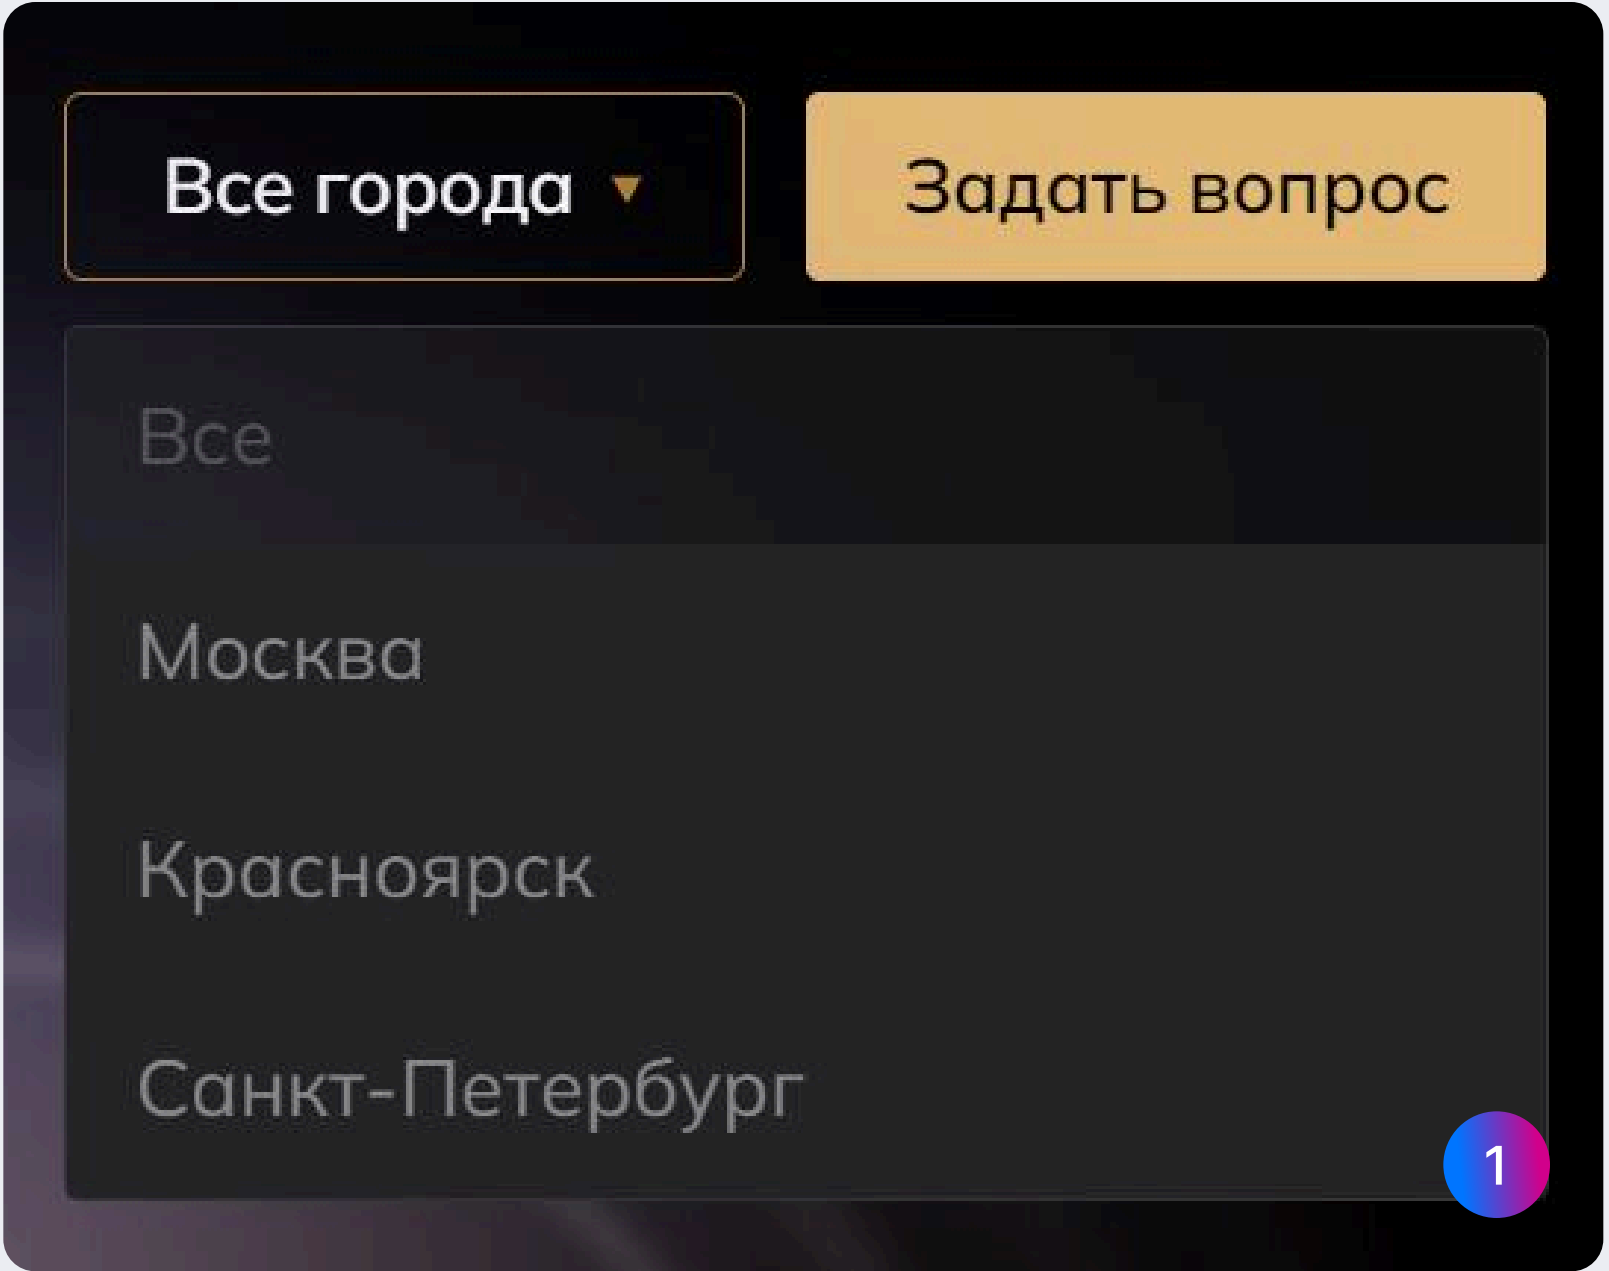 Все города ▼
Задать вопрос
Все
Москва
Красноярск
Санкт-Петербург
1